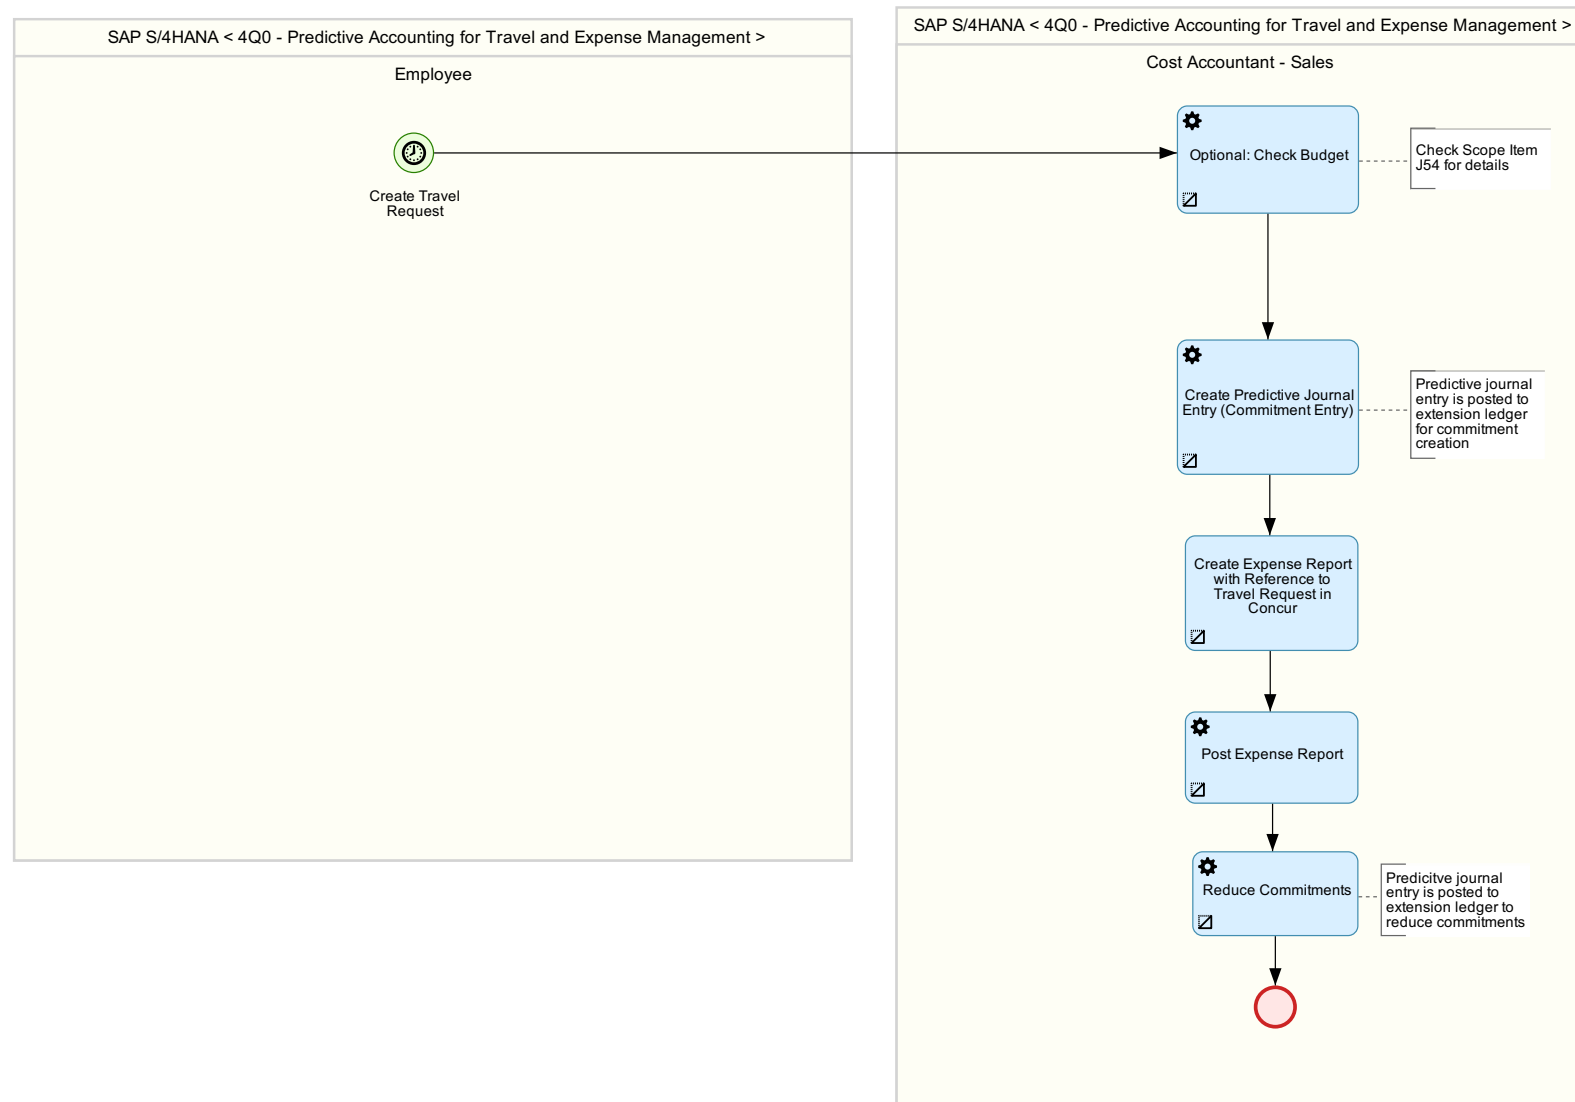 SAP S/4HANA < 4Q0 - Predictive Accounting for Travel and Expense Management >
Employee
Create Travel
Request
SAP S/4HANA < 4Q0 - Predictive Accounting for Travel and Expense Management >
Cost Accountant - Sales
Optional: Check Budget
Check Scope Item
J54 for details
Create Predictive Journal
Entry (Commitment Entry)
Predictive journal
entry is posted to
extension ledger
for commitment
creation
Create Expense Report
with Reference to
Travel Request in
Concur
Post Expense Report
Reduce Commitments
Predicitve journal
entry is posted to
extension ledger to
reduce commitments